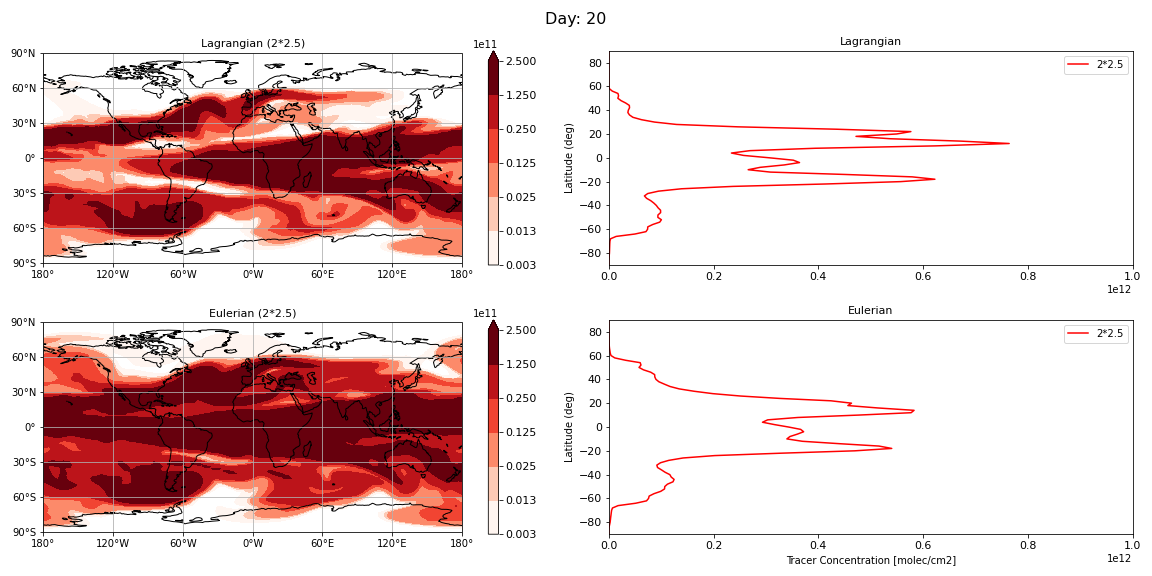 Day: 20
Lagrangian (2*2.5)
1e11
90°N
60°N
30°N
0°
30°S
60°S
90°S
180° 120°W 60°W 0°W 60°E 120°E 180°
2.500
1.250
0.250
0.125
0.025
0.013
0.003
Lagrangian
2*2.5
Latitude (deg)
80
60
40
20
0
−20
−40
−60
−80
0.0 0.2 0.4 0.6 0.8 1.0
1e12
Eulerian (2*2.5)
1e11
90°N
60°N
30°N
0°
30°S
60°S
90°S
180° 120°W 60°W 0°W 60°E 120°E 180°
2.500
1.250
0.250
0.125
0.025
0.013
0.003
Eulerian
2*2.5
Latitude (deg)
80
60
40
20
0
−20
−40
−60
−80
0.0 0.2 0.4 0.6 0.8 1.0
Tracer Concentration [molec/cm2]
1e12